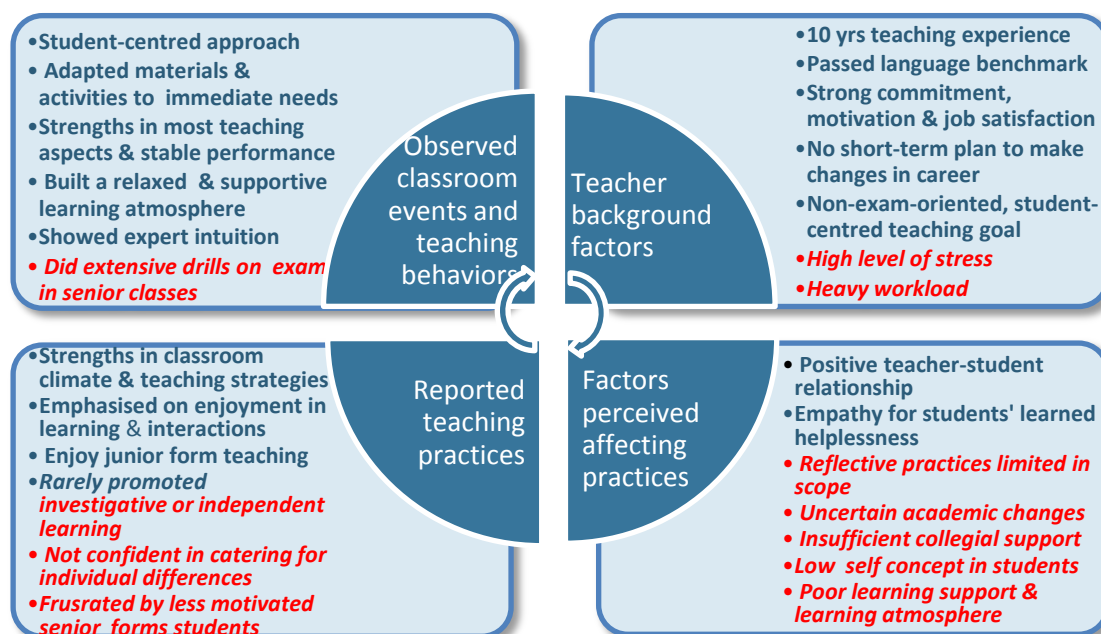 •Student-centred approach
• Adapted materials &
activities to immediate needs
•Strengths in most teaching
aspects & stable performance
• Built a relaxed & supportive
learning atmosphere
•Showed expert intuition
• Did extensive drills on exam
in senior classes
Observed
classroom
events and
teaching
behaviors
Teacher
background
factors
•10 yrs teaching experience
•Passed language benchmark
•Strong commitment,
motivation & job satisfaction
•No short-term plan to make
changes in career
•Non-exam-oriented, student-
centred teaching goal
•High level of stress
•Heavy workload
•Strengths in classroom
climate & teaching strategies
•Emphasised on enjoyment in
learning & interactions
• Enjoy junior form teaching
•Rarely promoted
investigative or independent
learning
• Not confident in catering for
individual differences
•Frusrated by less motivated
senior forms students
Reported
teaching
practices
Factors
perceived
affecting
practices
• Positive teacher-student
relationship
•Empathy for students' learned
helplessness
• Reflective practices limited in
scope
• Uncertain academic changes
• Insufficient collegial support
•Low self concept in students
• Poor learning support &
learning atmosphere